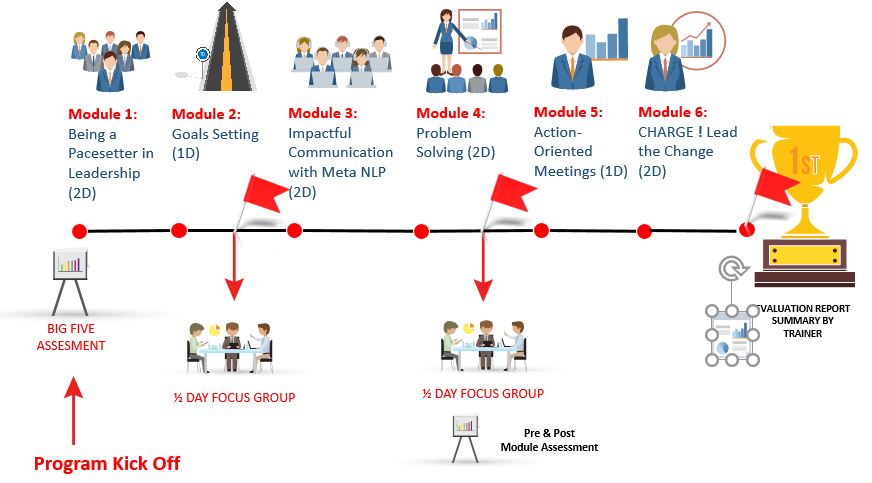 Module 1:
Being a
Pacesetter in
Leadership
(2D)
Module 2:
Goals Setting
(1D)
Module 3:
Impactful
Communication
with Meta NLP
(2D)
Module 4:
Problem
Solving (2D)
Module 5:
Action-
Oriented
Meetings (1D)
Module 6:
CHARGE ! Lead
the Change
(2D)
1ST
BIG FIVE
ASSESMENT
½ DAY FOCUS GROUP
½ DAY FOCUS GROUP
EVALUATION REPORT
SUMMARY BY
TRAINER
Pre & Post
Module Assessment
Program Kick Off